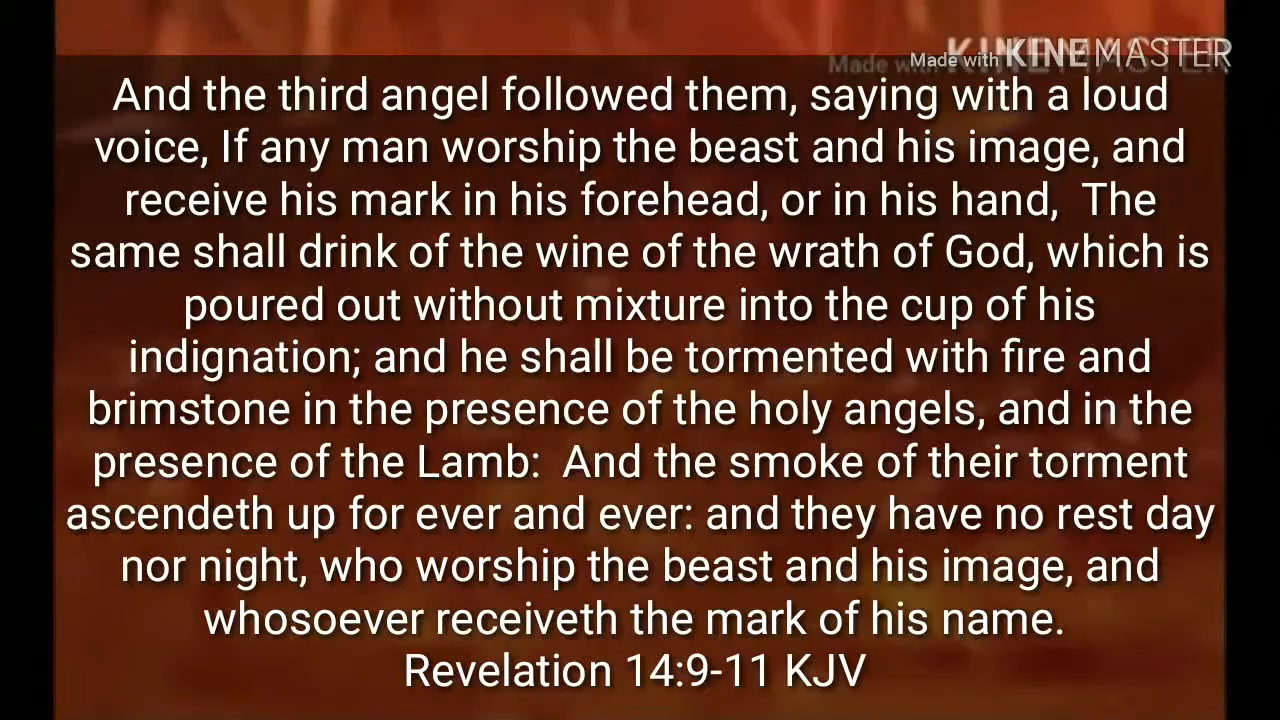 Made with KINEMASTER
Made with KINEMASTER
And the third angel followed them, saying with a loud
voice, If any man worship the beast and his image, and
receive his mark in his forehead, or in his hand,  The
same shall drink of the wine of the wrath of God, which is
poured out without mixture into the cup of his
indignation; and he shall be tormented with fire and
brimstone in the presence of the holy angels, and in the
presence of the Lamb:  And the smoke of their torment
ascendeth up for ever and ever: and they have no rest day
nor night, who worship the beast and his image, and
whosoever receiveth the mark of his name.
Revelation 14:9-11 KJV